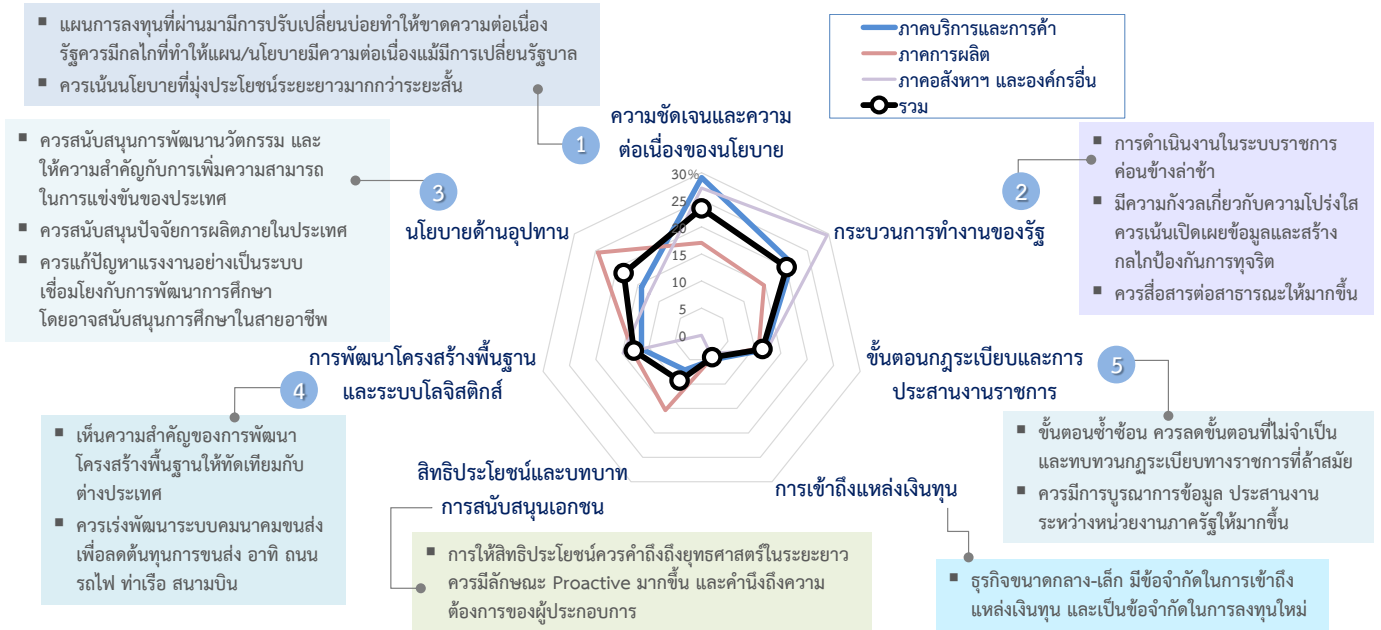 ■ แผนการลงทุนที่ผ่านมามีการปรับเปลี่ยนบ่อยทำให้ขาดความต่อเนื่อง
รัฐควรมีกลไกที่ทำให้แผน/นโยบายมีความต่อเนื่องแม้มีการเปลี่ยนรัฐบาล
■ ควรเน้นนโยบายที่มุ่งประโยชน์ระยะยาวมากกว่าระยะสั้น
ภาคบริการและการค้า
ภาคการผลิต
ภาคอสังหาฯ และองค์กรอื่น
รวม
1
ความชัดเจนและความ
ต่อเนื่องของนโยบาย
■ ควรสนับสนุนการพัฒนานวัตกรรม และ
ให้ความสำคัญกับการเพิ่มความสามารถ
ในการแข่งขันของประเทศ
■ ควรสนับสนุนปัจจัยการผลิตภายในประเทศ
■ ควรแก้ปัญหาแรงงานอย่างเป็นระบบ
เชื่อมโยงกับการพัฒนาการศึกษา
โดยอาจสนับสนุนการศึกษาในสายอาชีพ
3
นโยบายด้านอุปทาน
30%
25
20
15
10
5
0
2
กระบวนการทำงานของรัฐ
■ การดำเนินงานในระบบราชการ
ค่อนข้างล่าช้า
■ มีความกังวลเกี่ยวกับความโปร่งใส
ควรเน้นเปิดเผยข้อมูลและสร้าง
กลไกป้องกันการทุจริต
■ ควรสื่อสารต่อสาธารณะให้มากขึ้น
การพัฒนาโครงสร้างพื้นฐาน
และระบบโลจิสติกส์
4
ขั้นตอนกฎระเบียบและการ
ประสานงานราชการ
5
■ เห็นความสำคัญของการพัฒนา
โครงสร้างพื้นฐานให้ทัดเทียมกับ
ต่างประเทศ
■ ควรเร่งพัฒนาระบบคมนาคมขนส่ง
เพื่อลดต้นทุนการขนส่ง อาทิ ถนน
รถไฟ ท่าเรือ สนามบิน
■ ขั้นตอนซ้ำซ้อน ควรลดขั้นตอนที่ไม่จำเป็น
และทบทวนกฎระเบียบทางราชการที่ล้าสมัย
■ ควรมีการบูรณาการข้อมูล ประสานงาน
ระหว่างหน่วยงานภาครัฐให้มากขึ้น
สิทธิประโยชน์และบทบาท
การสนับสนุนเอกชน
การเข้าถึงแหล่งเงินทุน
■ การให้สิทธิประโยชน์ควรคำถึงถึงยุทธศาสตร์ในระยะยาว
ควรมีลักษณะ Proactive มากขึ้น และคำนึงถึงความ
ต้องการของผู้ประกอบการ
■ ธุรกิจขนาดกลาง-เล็ก มีข้อจำกัดในการเข้าถึง
แหล่งเงินทุน และเป็นข้อจำกัดในการลงทุนใหม่